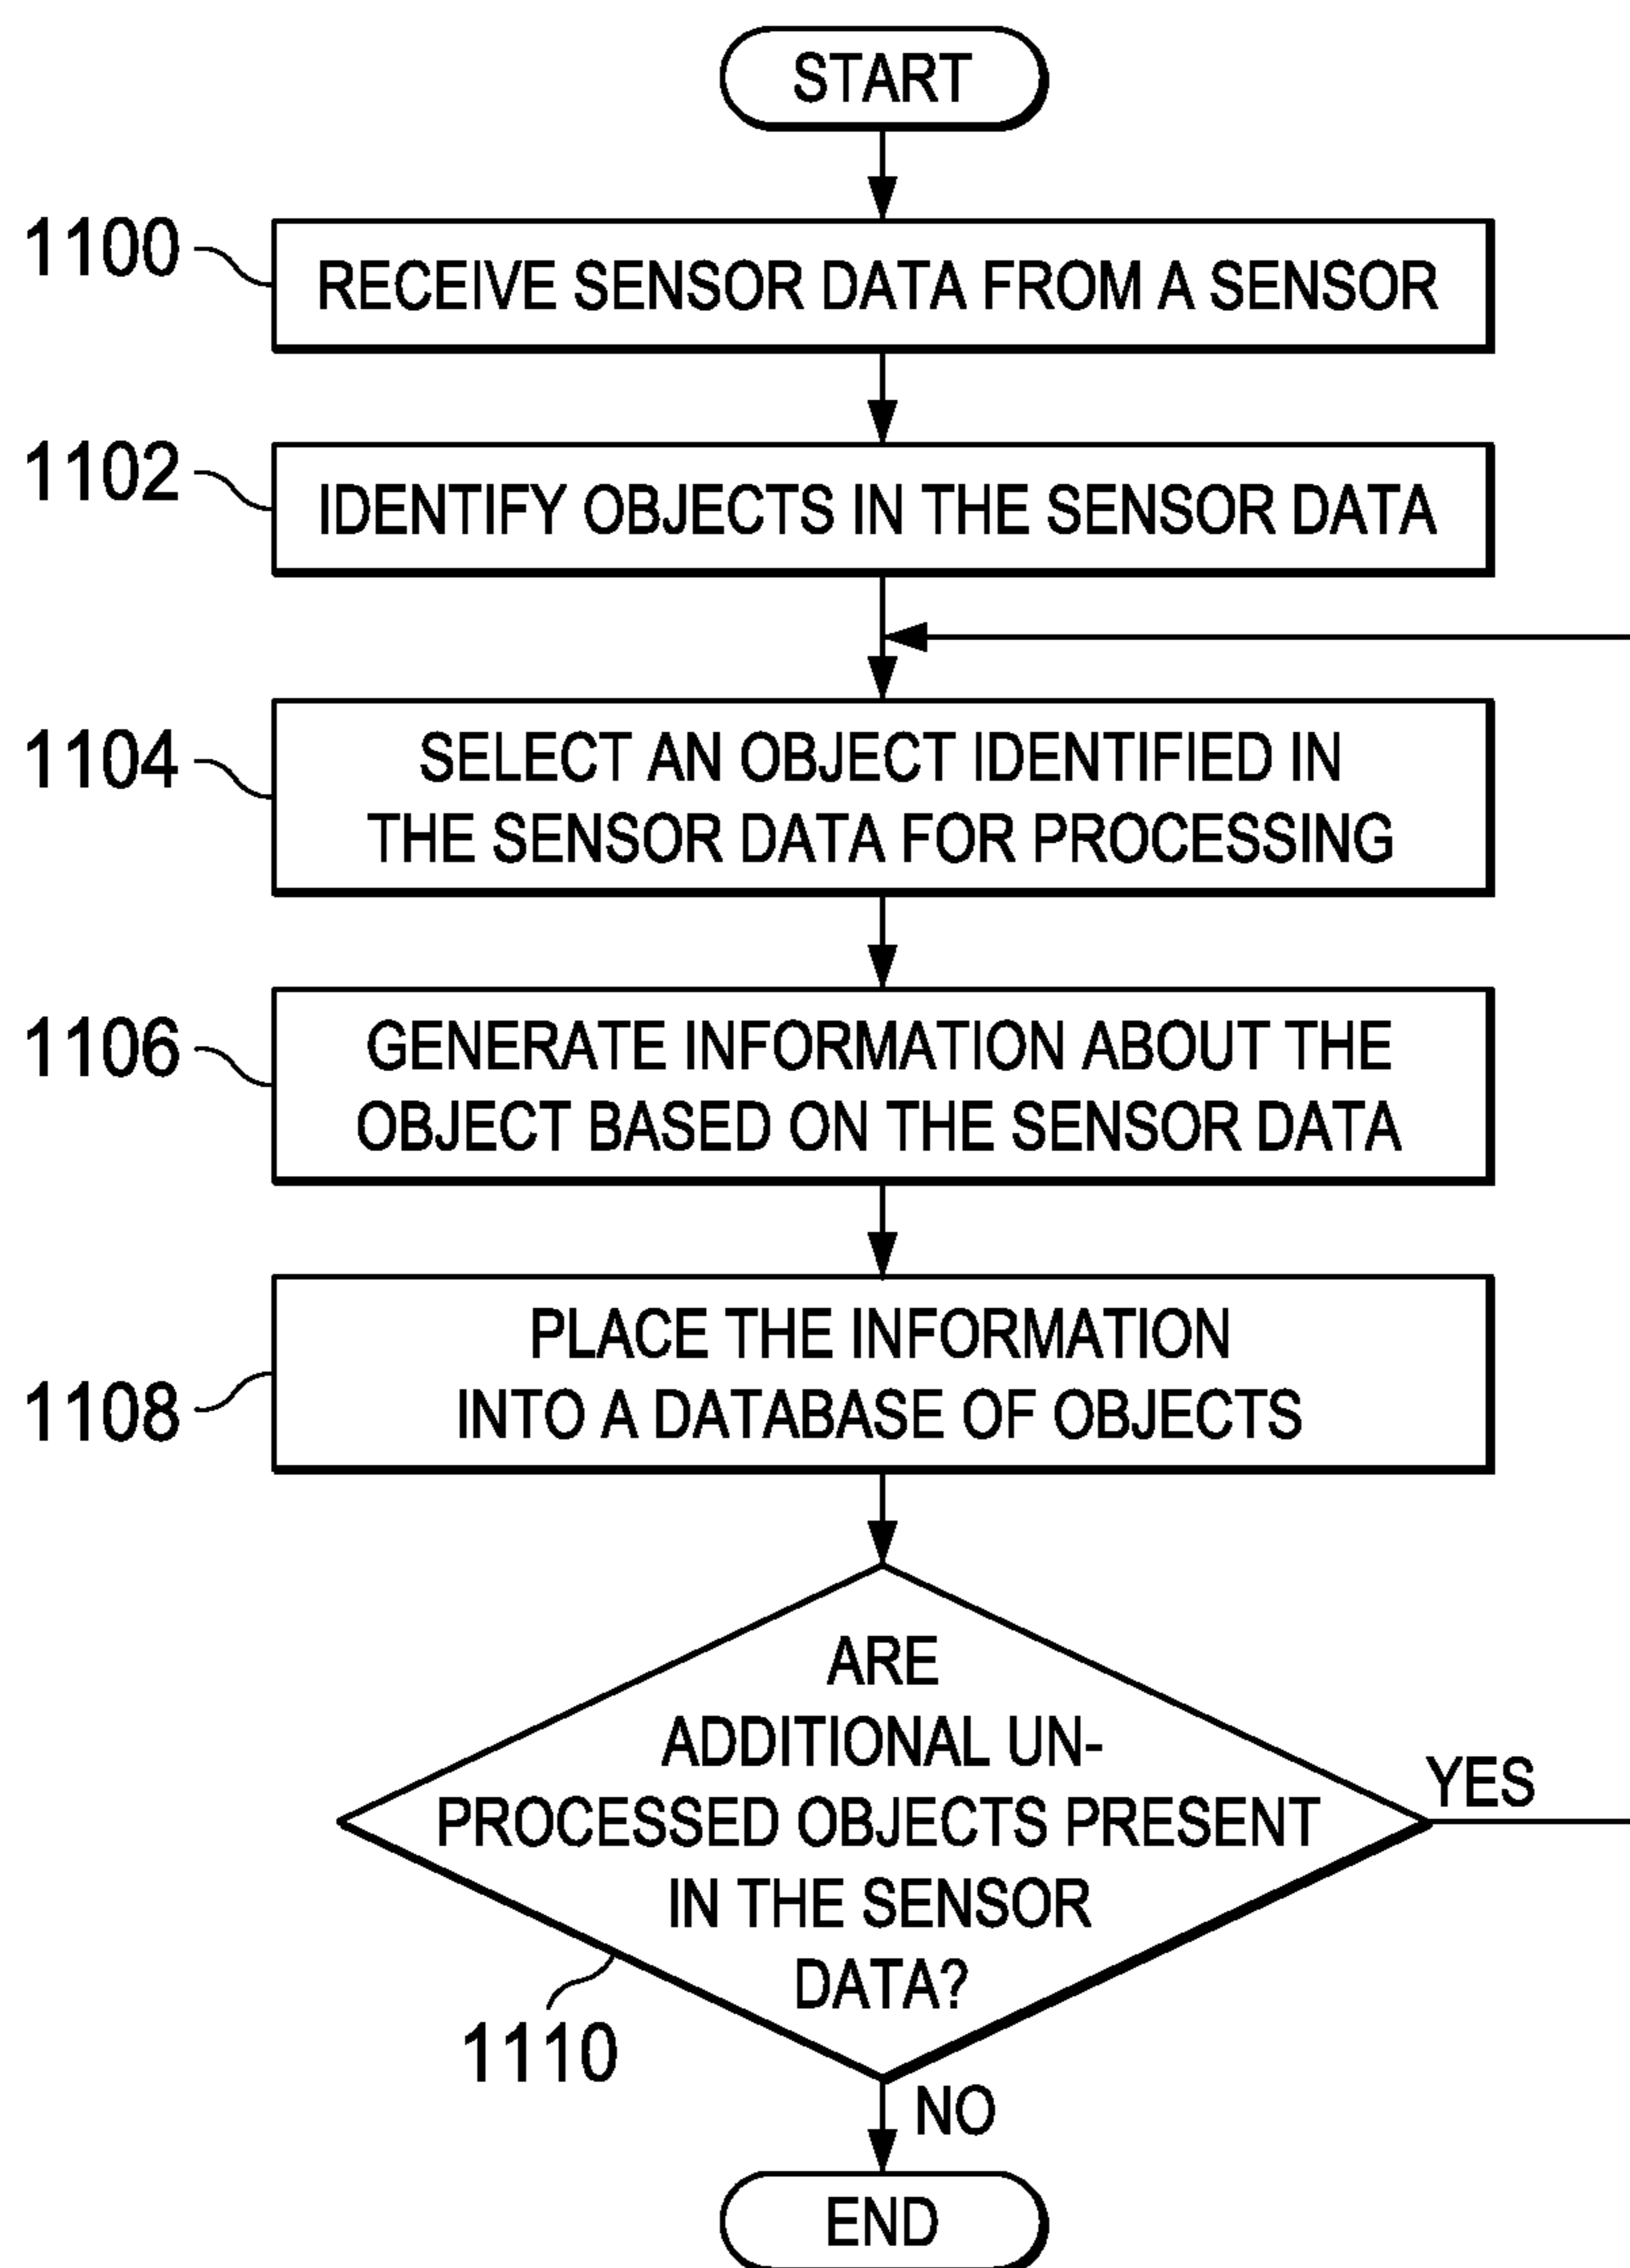 START
1100
RECEIVE SENSOR DATA FROM A SENSOR
1102
IDENTIFY OBJECTS IN THE SENSOR DATA
1104
SELECT AN OBJECT IDENTIFIED IN
THE SENSOR DATA FOR PROCESSING
1106
GENERATE INFORMATION ABOUT THE
OBJECT BASED ON THE SENSOR DATA
1108
PLACE THE INFORMATION
INTO A DATABASE OF OBJECTS
ARE
ADDITIONAL UN-
PROCESSED OBJECTS PRESENT
IN THE SENSOR
DATA?
YES
1110
NO
END